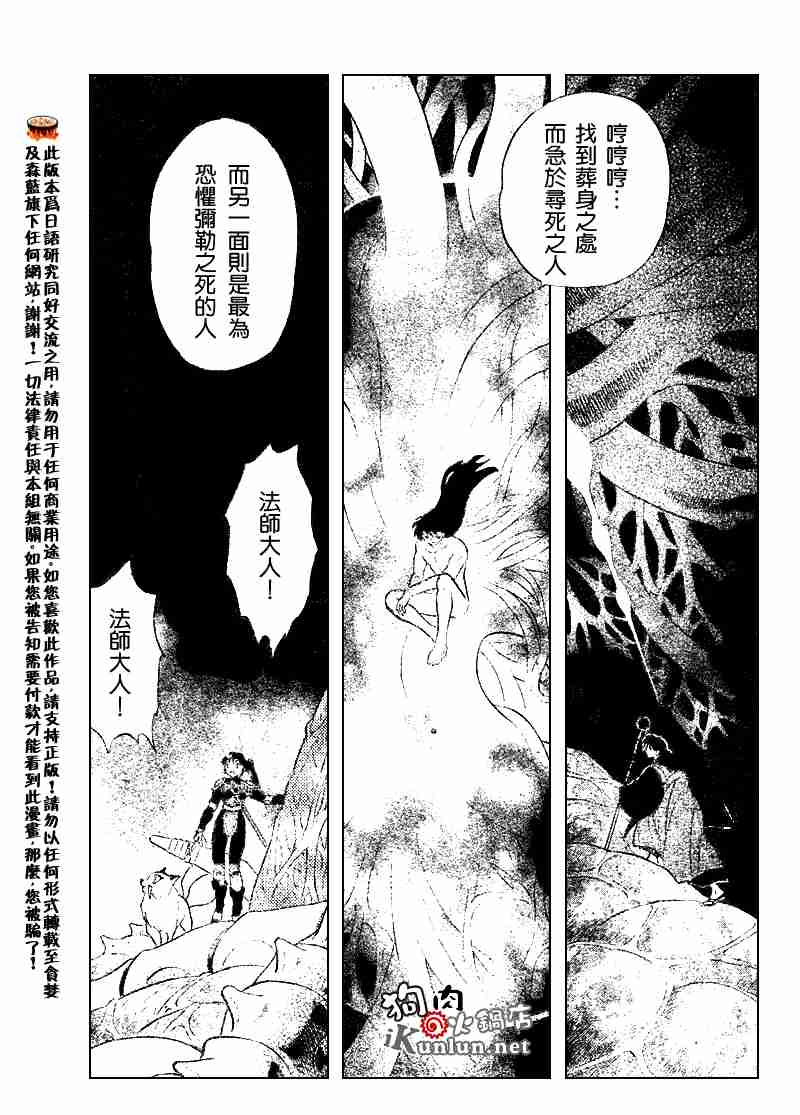 哼哼哼…
找到葬身之處
而急於尋死之人
而另一面則是最為
恐懼彌勒之死的人
法師大人！
法師大人！
此版本爲日語研究同好交流之用，請勿用于任何商業用途。如您喜歡此作品，請支持正版！請勿以任何形式轉載至貪婪
及森藍旗下任何網站，謝謝！一切法律責任與本組無關。如果您被告知需要付款才能看到此漫畫，那麼，您被騙了！
狗肉火鍋店
iKunlun.net